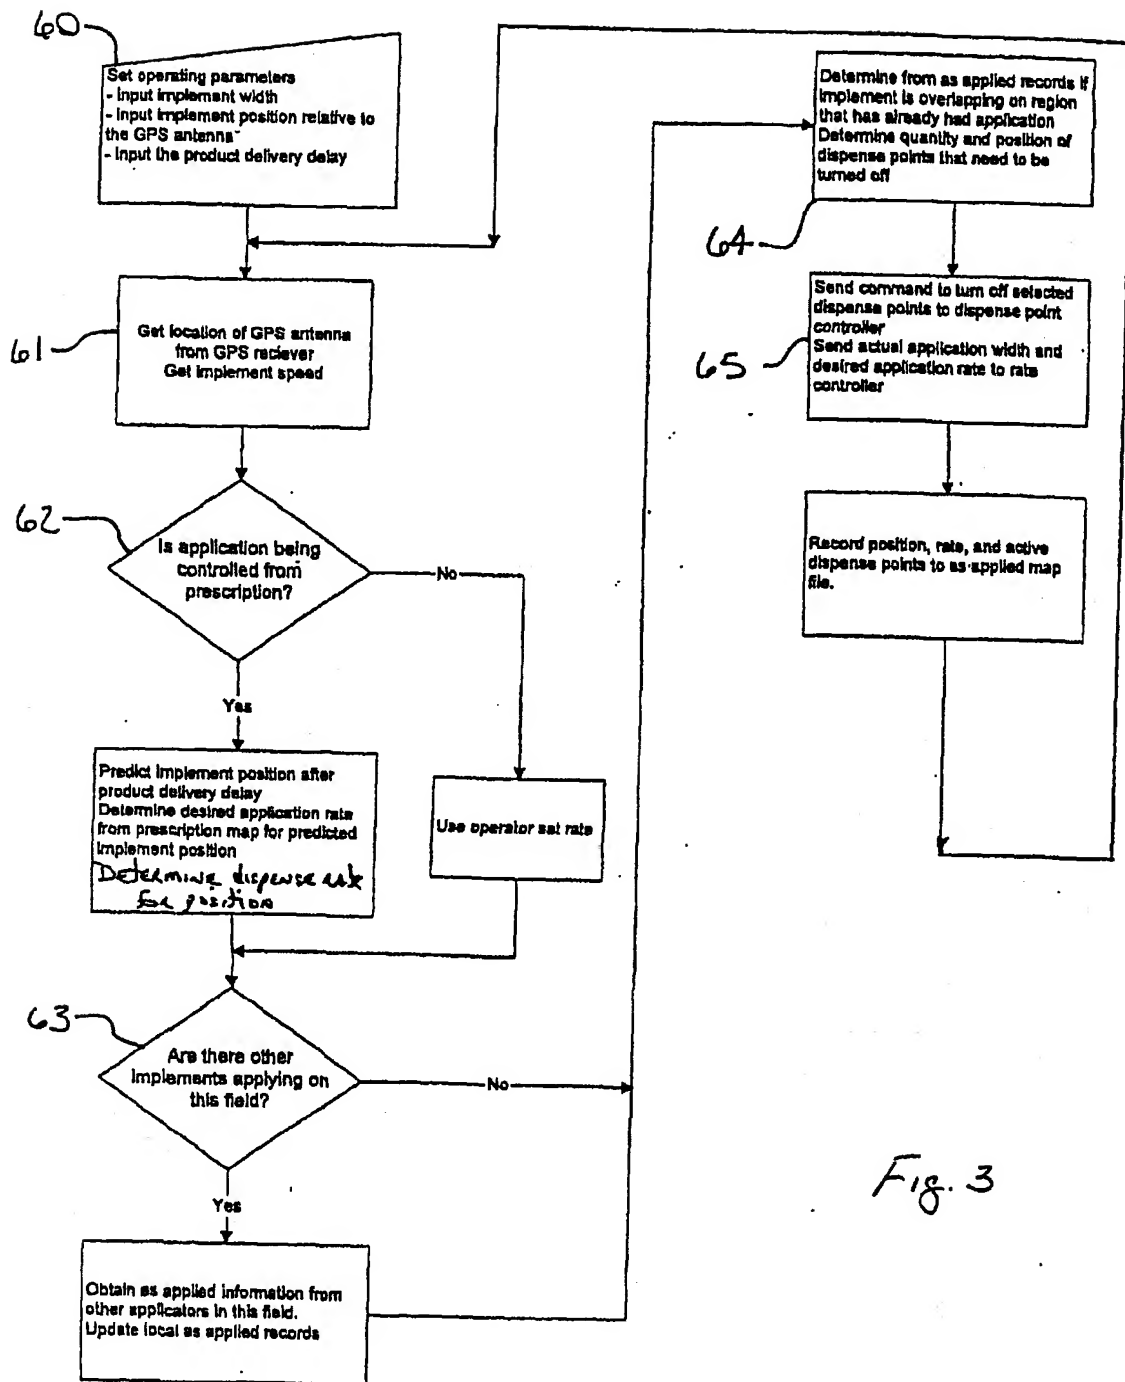 60
Set operating parameters
- Input implement width
- Input implement position relative to
the GPS antenna
- Input the product delivery delay
61
Get location of GPS antenna
from GPS reciever
Get implement speed
62
Is application being
controlled from
prescription?
No
Yes
Predict implement position after
product delivery delay
Determine desired application rate
from prescription map for predicted
implement position
Determine dispense rate
for position
Use operator set rate
63
Are there other
implements applying on
this field?
No
Yes
Obtain as applied information from
other applicators in this field.
Update local as applied records
Determine from as applied records if
implement is overlapping on region
that has already had application
Determine quantity and position of
dispense points that need to be
turned off
64
Send command to turn off selected
dispense points to dispense point
controller
Send actual application width and
desired application rate to rate
controller
65
Record position, rate, and active
dispense points to as applied map
file.
Fig. 3